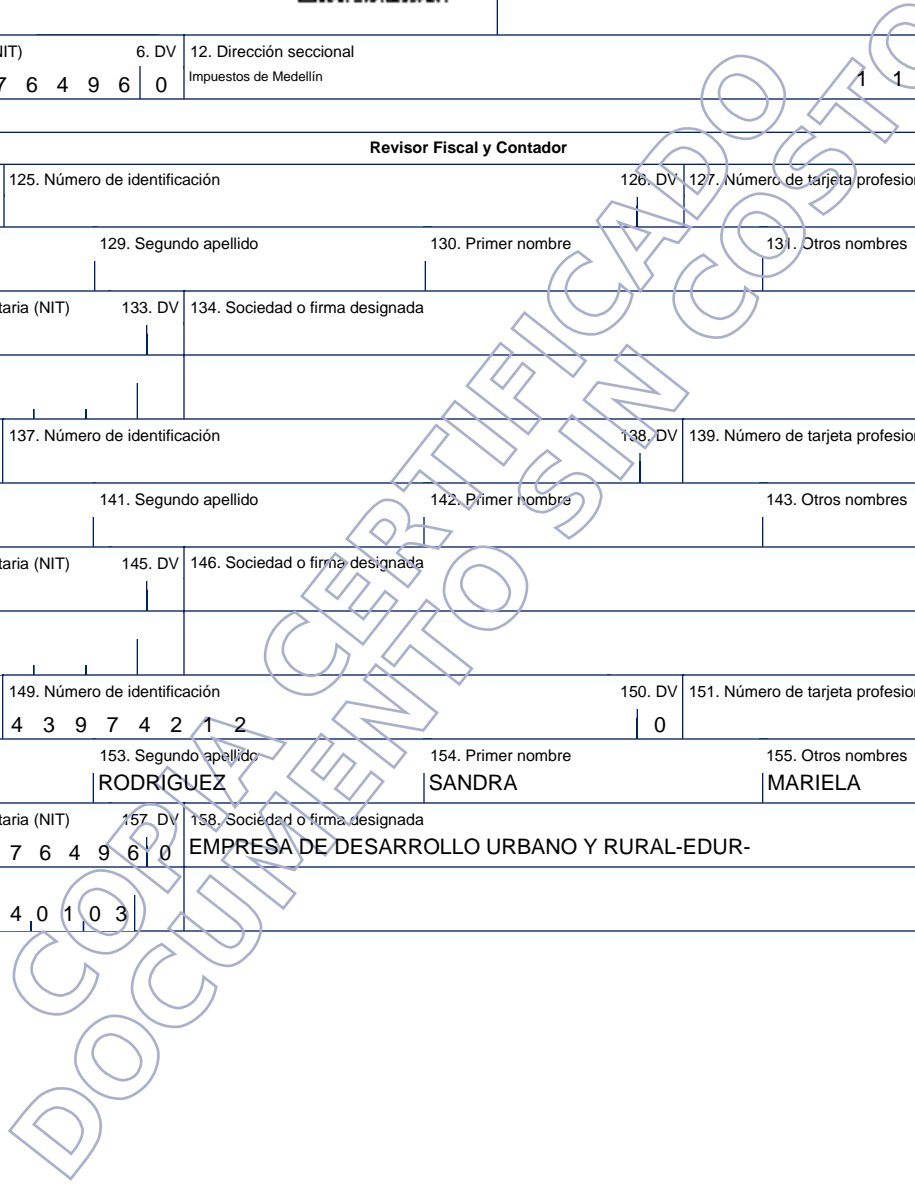 NIT) 6. DV 12. Dirección seccional
7 6 4 9 6 0 Impuestos de Medellín 1 1
Revisor Fiscal y Contador
125. Número de identificación 126. DV 127. Número de tarjeta profesion
129. Segundo apellido 130. Primer nombre 131. Otros nombres
taria (NIT) 133. DV 134. Sociedad o firma designada
137. Número de identificación 138. DV 139. Número de tarjeta profesion
141. Segundo apellido 142. Primer nombre 143. Otros nombres
taria (NIT) 145. DV 146. Sociedad o firma designada
149. Número de identificación 150. DV 151. Número de tarjeta profesion
4 3 9 7 4 2 1 2 0
153. Segundo apellido 154. Primer nombre 155. Otros nombres
RODRIGUEZ SANDRA MARIELA
taria (NIT) 157. DV 158. Sociedad o firma designada
7 6 4 9 6 0 EMPRESA DE DESARROLLO URBANO Y RURAL-EDUR-
4 0 1 0 3
COPIA CERTIFICADO
DOCUMENTO SIN COSTO